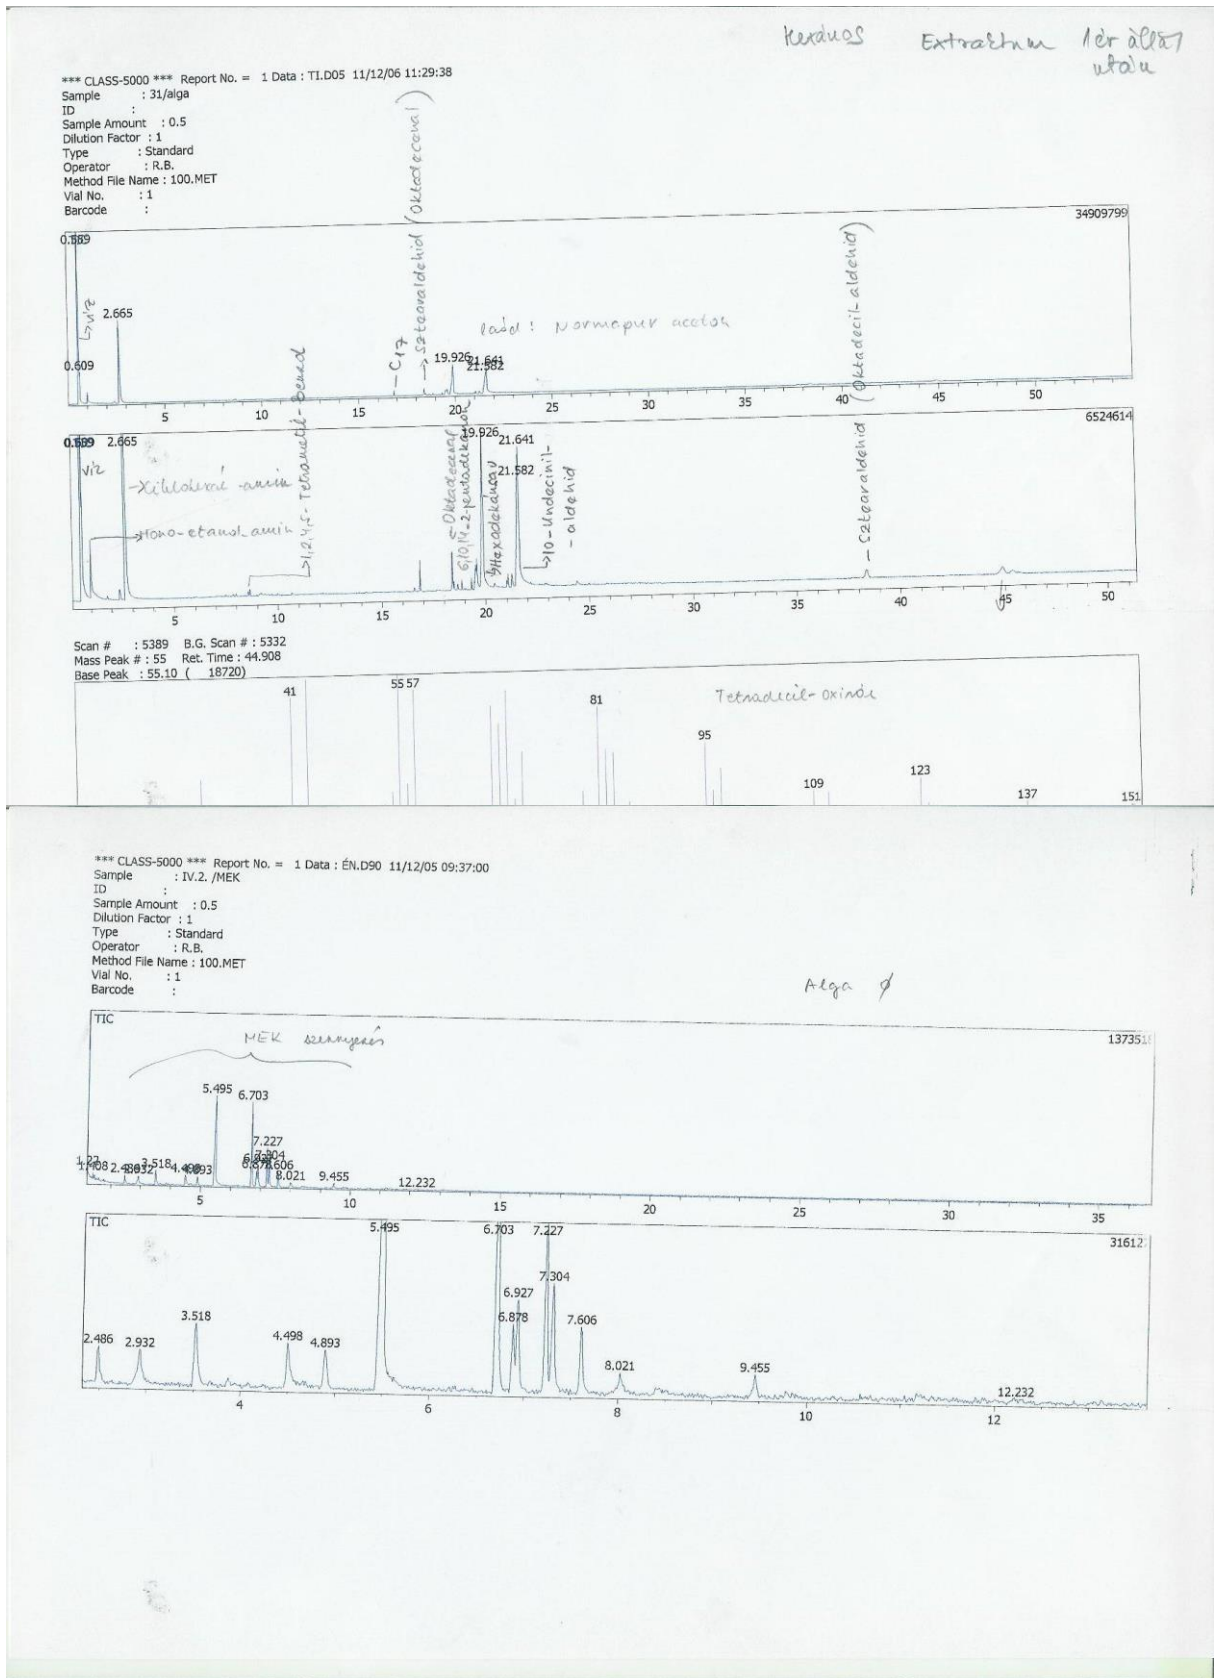 Hexános Extraktum 1 ér állás
után
*** CLASS-5000 *** Report No. = 1 Data : TI.D05 11/12/06 11:29:38
Sample : 31/alga
ID :
Sample Amount : 0.5
Dilution Factor : 1
Type : Standard
Operator : R.B.
Method File Name : 100.MET
Vial No. : 1
Barcode :
34909799
víz
2.665
0.609
C17
Sztearaldehid (Oktadecenal)
Normapur aceton
19.926
21.641
21.582
5 10 15 20 25 30 35 40 45 50
6524614
2.665
víz
Mono-etanol-amin
1,2,4,5-Tetrametil-benzol
Oktadecenal
6,10,14-2-pentadekanon
19.926
Hexadekánsav
21.641
21.582
10-Undecinil-
-aldehid
Sztearaldehid (Oktadecil-aldehid)
5 10 15 20 25 30 35 40 45 50
Scan # : 5389 B.G. Scan # : 5332
Mass Peak # : 55 Ret. Time : 44.908
Base Peak : 55.10 ( 18720)
41 55 57 81 95 109 123 137 151
Tetradecil-oxirán
*** CLASS-5000 *** Report No. = 1 Data : ÉN.D90 11/12/05 09:37:00
Sample : IV.2. /MEK
ID :
Sample Amount : 0.5
Dilution Factor : 1
Type : Standard
Operator : R.B.
Method File Name : 100.MET
Vial No. : 1
Barcode :
Alga ∅
TIC
MEK szennyezés
5.495 6.703
7.227
3.518
8.021 9.455 12.232
5 10 15 20 25 30 35
TIC
31612
5.495 6.703 7.227
7.304
6.927
6.878
7.606
3.518
2.486 2.932
4.498 4.893
8.021
9.455
12.232
4 6 8 10 12